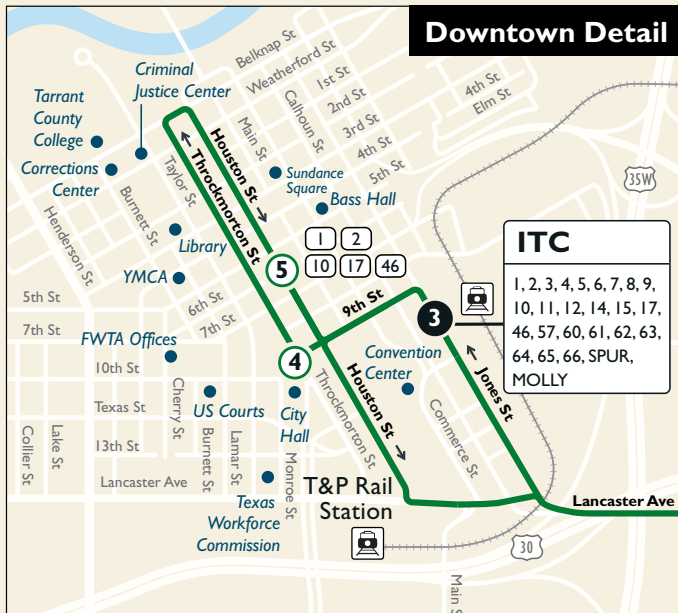 Downtown Detail
Belknap St
Weatherford St
1st St
2nd St
3rd St
4th St
5th St
4th St
Elm St
Calhoun St
Main St
Criminal
Justice Center
Tarrant
County
College
Corrections
Center
Taylor St
Burnett St
Henderson St
Houston St
Throckmorton St
Sundance
Square
Bass Hall
35W
Library
YMCA
1
2
10
17
46
5
5th St
7th St
6th St
7th St
9th St
3
ITC
1, 2, 3, 4, 5, 6, 7, 8, 9,
10, 11, 12, 14, 15, 17,
46, 57, 60, 61, 62, 63,
64, 65, 66, SPUR,
MOLLY
FWTA Offices
4
Convention
Center
Jones St
10th St
Texas St
13th St
Lancaster Ave
Collier St
Lake St
Cherry St
US Courts
Burnett St
Lamar St
City
Hall
Monroe St
Throckmorton St
Houston St
Commerce St
Texas
Workforce
Commission
T&P Rail
Station
Lancaster Ave
30
Main S